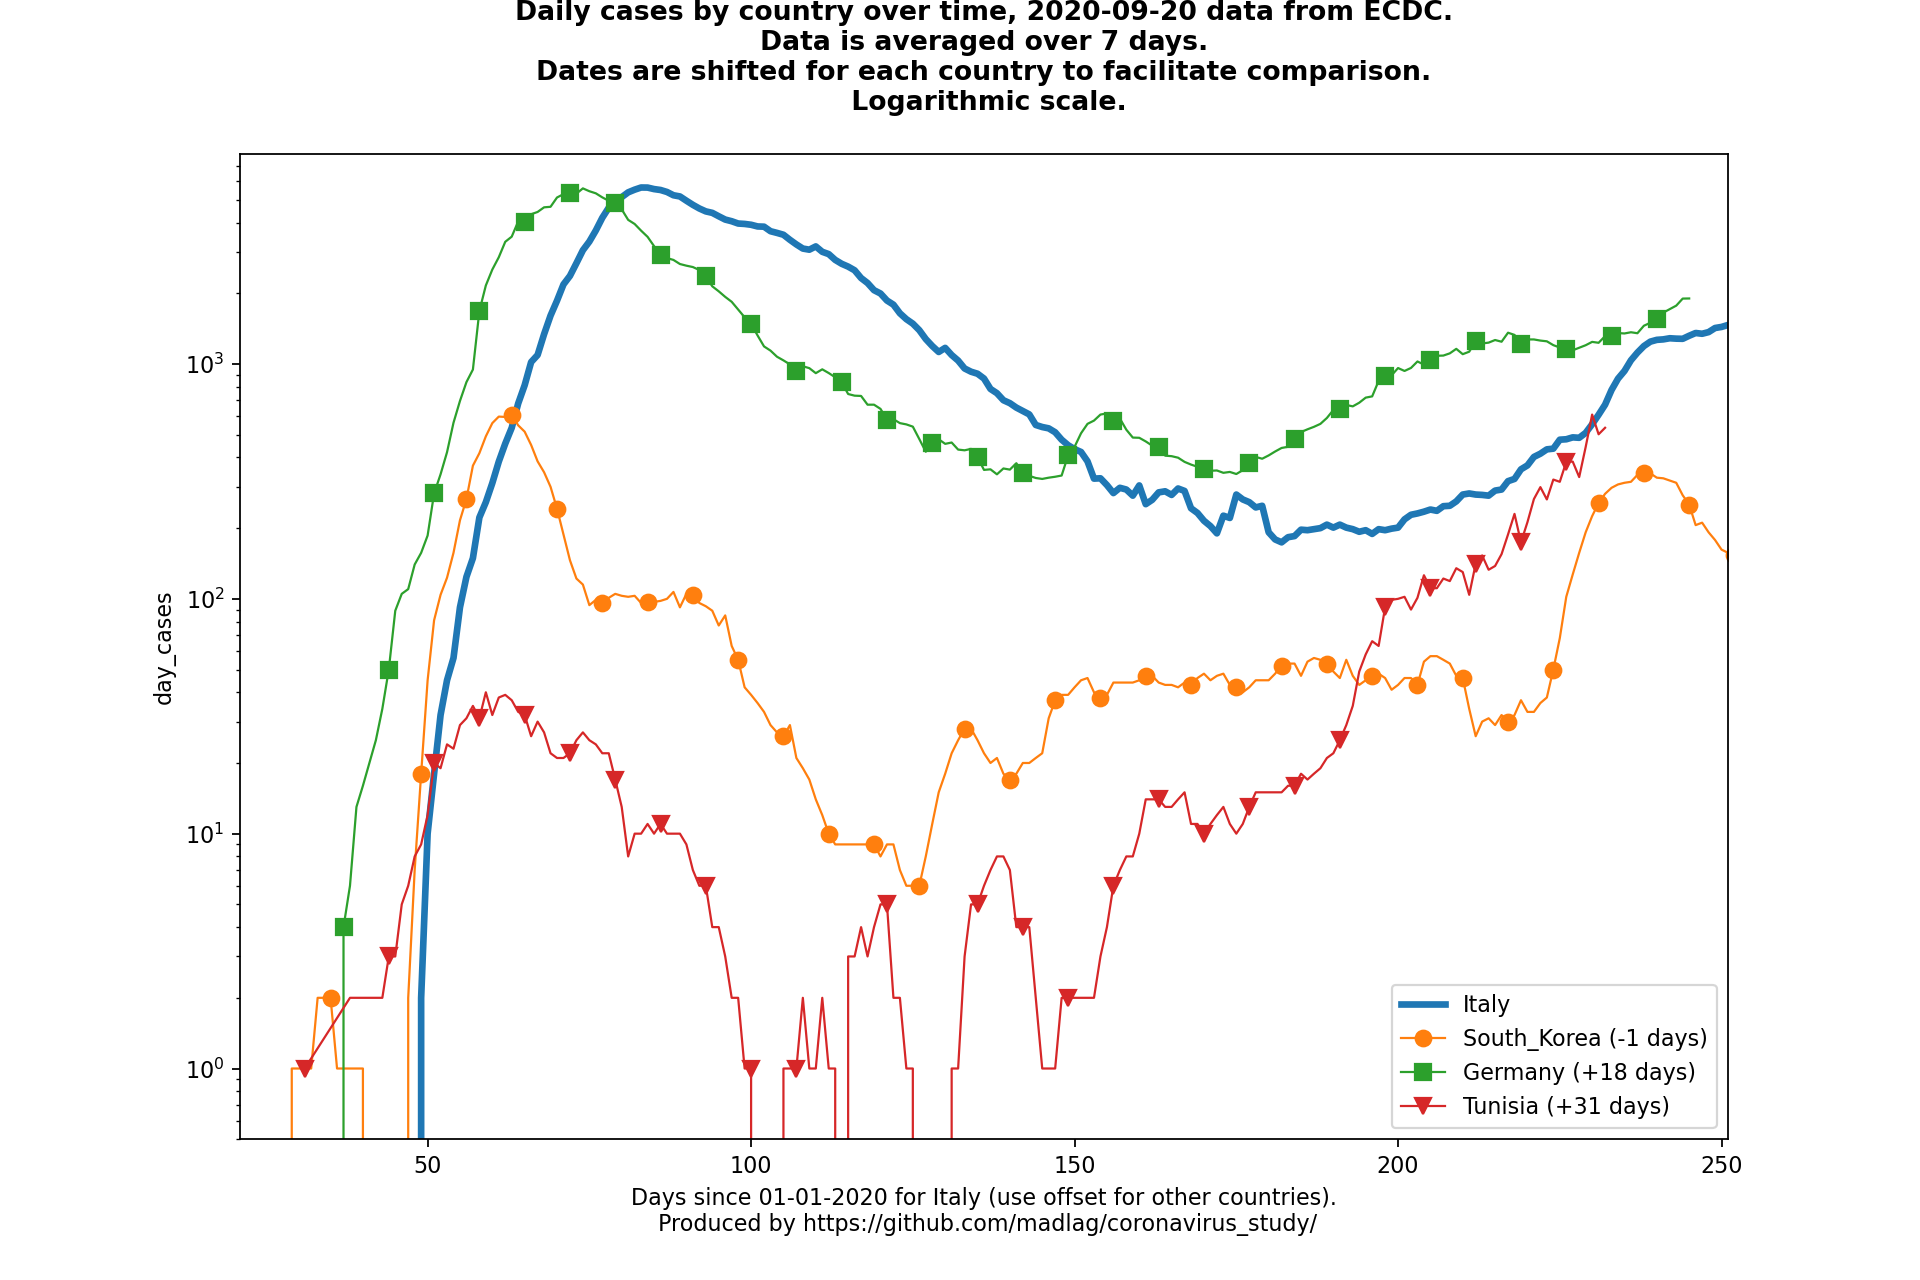 Daily cases by country over time, 2020-09-20 data from ECDC.
Data is averaged over 7 days.
Dates are shifted for each country to facilitate comparison.
Logarithmic scale.
day_cases
10³
10²
10¹
10⁰
50
100
150
200
250
Italy
South_Korea (-1 days)
Germany (+18 days)
Tunisia (+31 days)
Days since 01-01-2020 for Italy (use offset for other countries).
Produced by https://github.com/madlag/coronavirus_study/